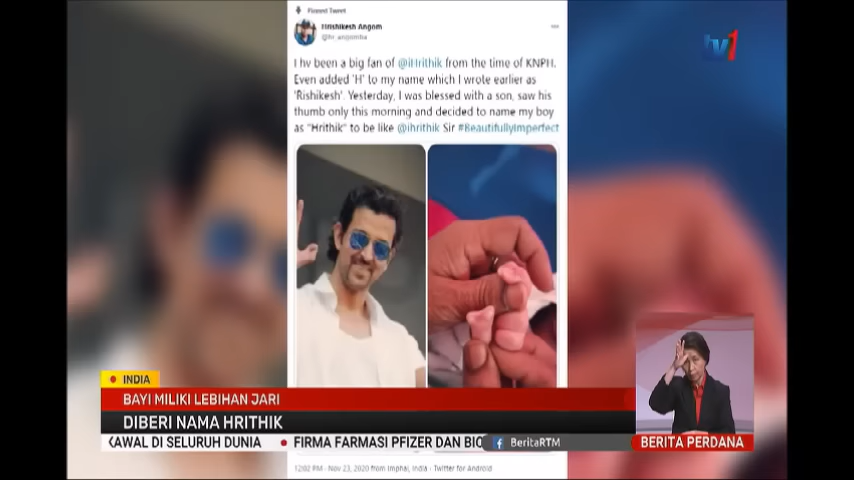 Pinned Tweet
Hrishikesh Angom
@hr_angomba
I hv been a big fan of @iHrithik from the time of KNPH.
Even added 'H' to my name which I wrote earlier as
'Rishikesh'. Yesterday, I was blessed with a son, saw his
thumb only this morning and decided to name my boy
as "Hrithik" to be like @ihrithik Sir #BeautifullyImperfect
tv1
INDIA
BAYI MILIKI LEBIHAN JARI
DIBERI NAMA HRITHIK
KAWAL DI SELURUH DUNIA • FIRMA FARMASI PFIZER DAN BIO
BeritaRTM
BERITA PERDANA
12:02 PM · Nov 23, 2020 from Imphal, India · Twitter for Android